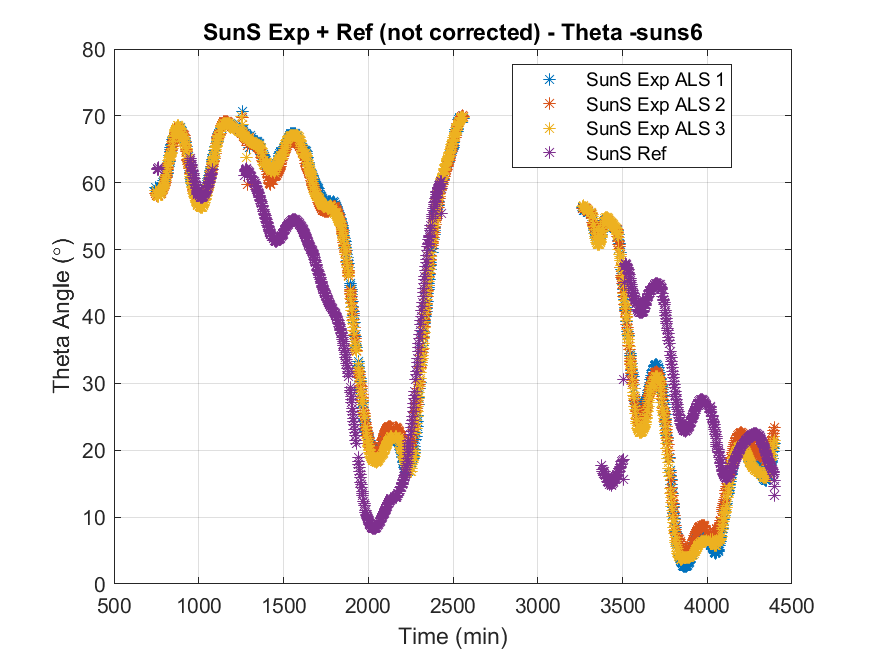 SunS Exp + Ref (not corrected) - Theta -suns6
80
70
60
50
40
30
20
10
0
Theta Angle (°)
SunS Exp ALS 1
SunS Exp ALS 2
SunS Exp ALS 3
SunS Ref
500 1000 1500 2000 2500 3000 3500 4000 4500
Time (min)